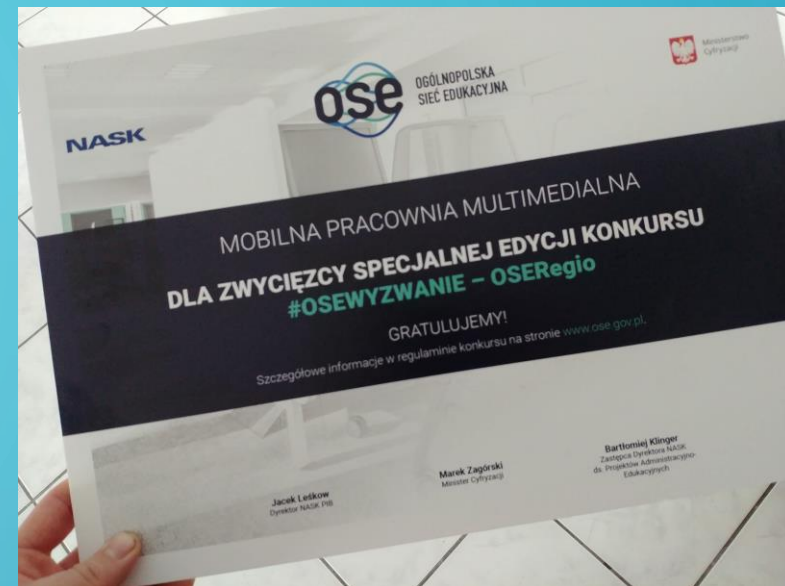 NASK
ose
OGÓLNOPOLSKA
SIEĆ EDUKACYJNA
Ministerstwo
Cyfryzacji
MOBILNA PRACOWNIA MULTIMEDIALNA
DLA ZWYCIĘZCY SPECJALNEJ EDYCJI KONKURSU
#OSEWYZWANIE – OSERegio
GRATULUJEMY!
Szczegółowe informacje w regulaminie konkursu na stronie www.ose.gov.pl.
Jacek Leśkow
Dyrektor NASK PIB
Marek Zagórski
Minister Cyfryzacji
Bartłomiej Klinger
Zastępca Dyrektora NASK
ds. Projektów Administracyjno-
Edukacyjnych